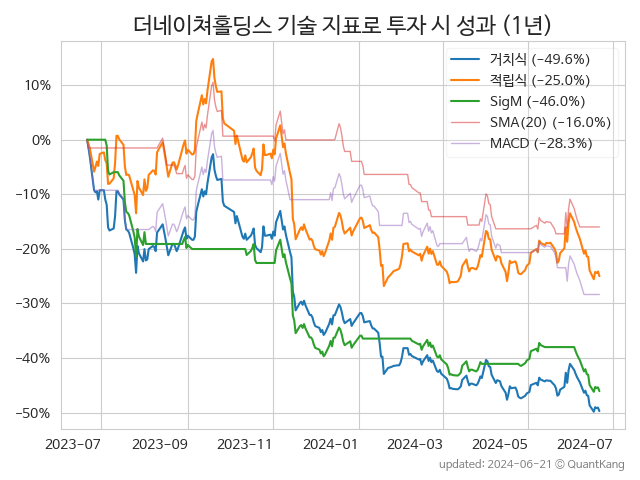 더네이쳐홀딩스 기술 지표로 투자 시 성과 (1년)
거치식 (−49.6%)
적립식 (−25.0%)
SigM (−46.0%)
SMA(20) (−16.0%)
MACD (−28.3%)
10%
0%
−10%
−20%
−30%
−40%
−50%
2023-07 2023-09 2023-11 2024-01 2024-03 2024-05 2024-07
updated: 2024-06-21 © QuantKang